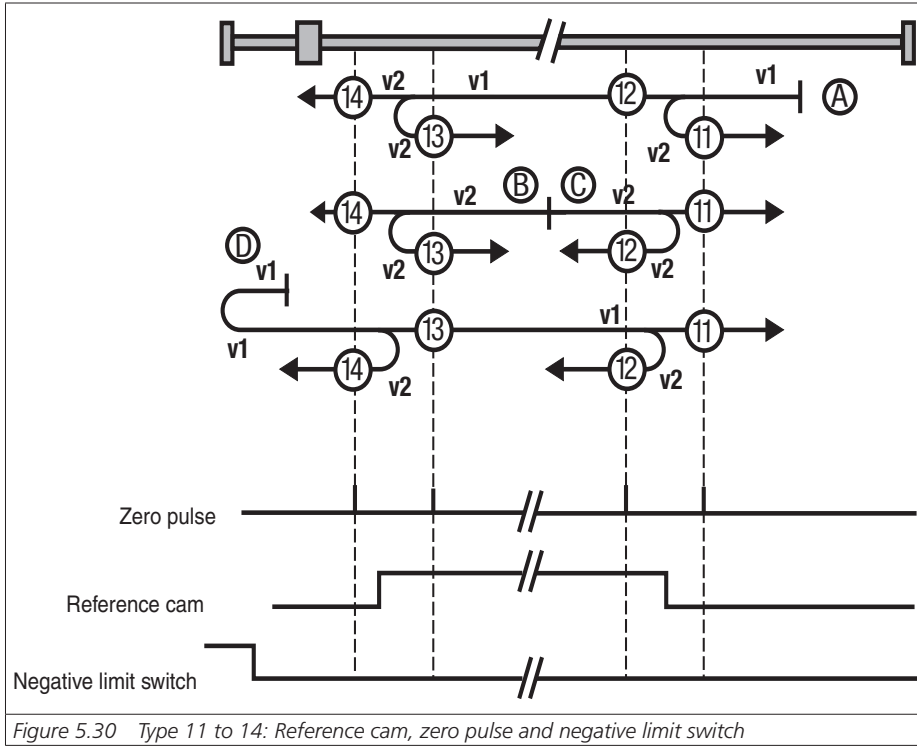 v2 v1 v1
14 12 A
v2 13 v2 11
v2 B C v2
14 11
D v2 13 12 v2
v1
13 v1 11
v1 14 v2 12 v2
Zero pulse
Reference cam
Negative limit switch
Figure 5.30 Type 11 to 14: Reference cam, zero pulse and negative limit switch